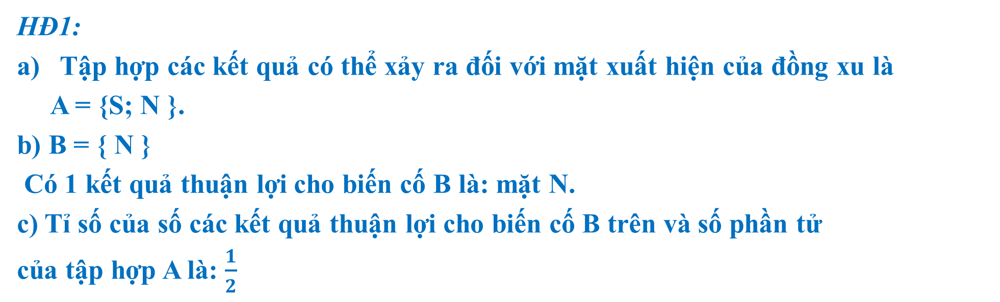 HĐ1:
a) Tập hợp các kết quả có thể xảy ra đối với mặt xuất hiện của đồng xu là
A = {S; N }.
b) B = { N }
Có 1 kết quả thuận lợi cho biến cố B là: mặt N.
c) Tỉ số của số các kết quả thuận lợi cho biến cố B trên và số phần tử
của tập hợp A là: 1/2